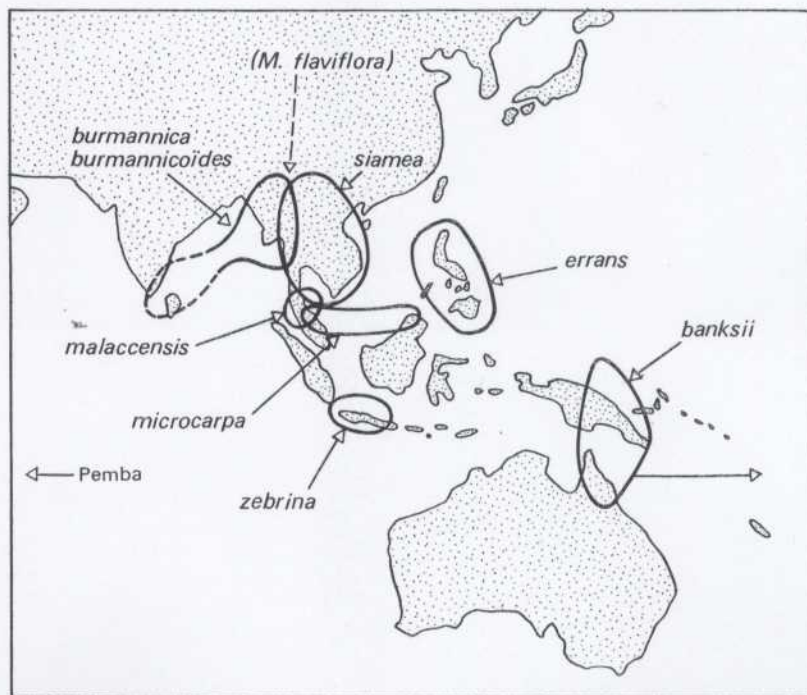 (M. flaviflora)
burmannica
burmannicoïdes
siamea
errans
banksii
malaccensis
microcarpa
Pemba
zebrina